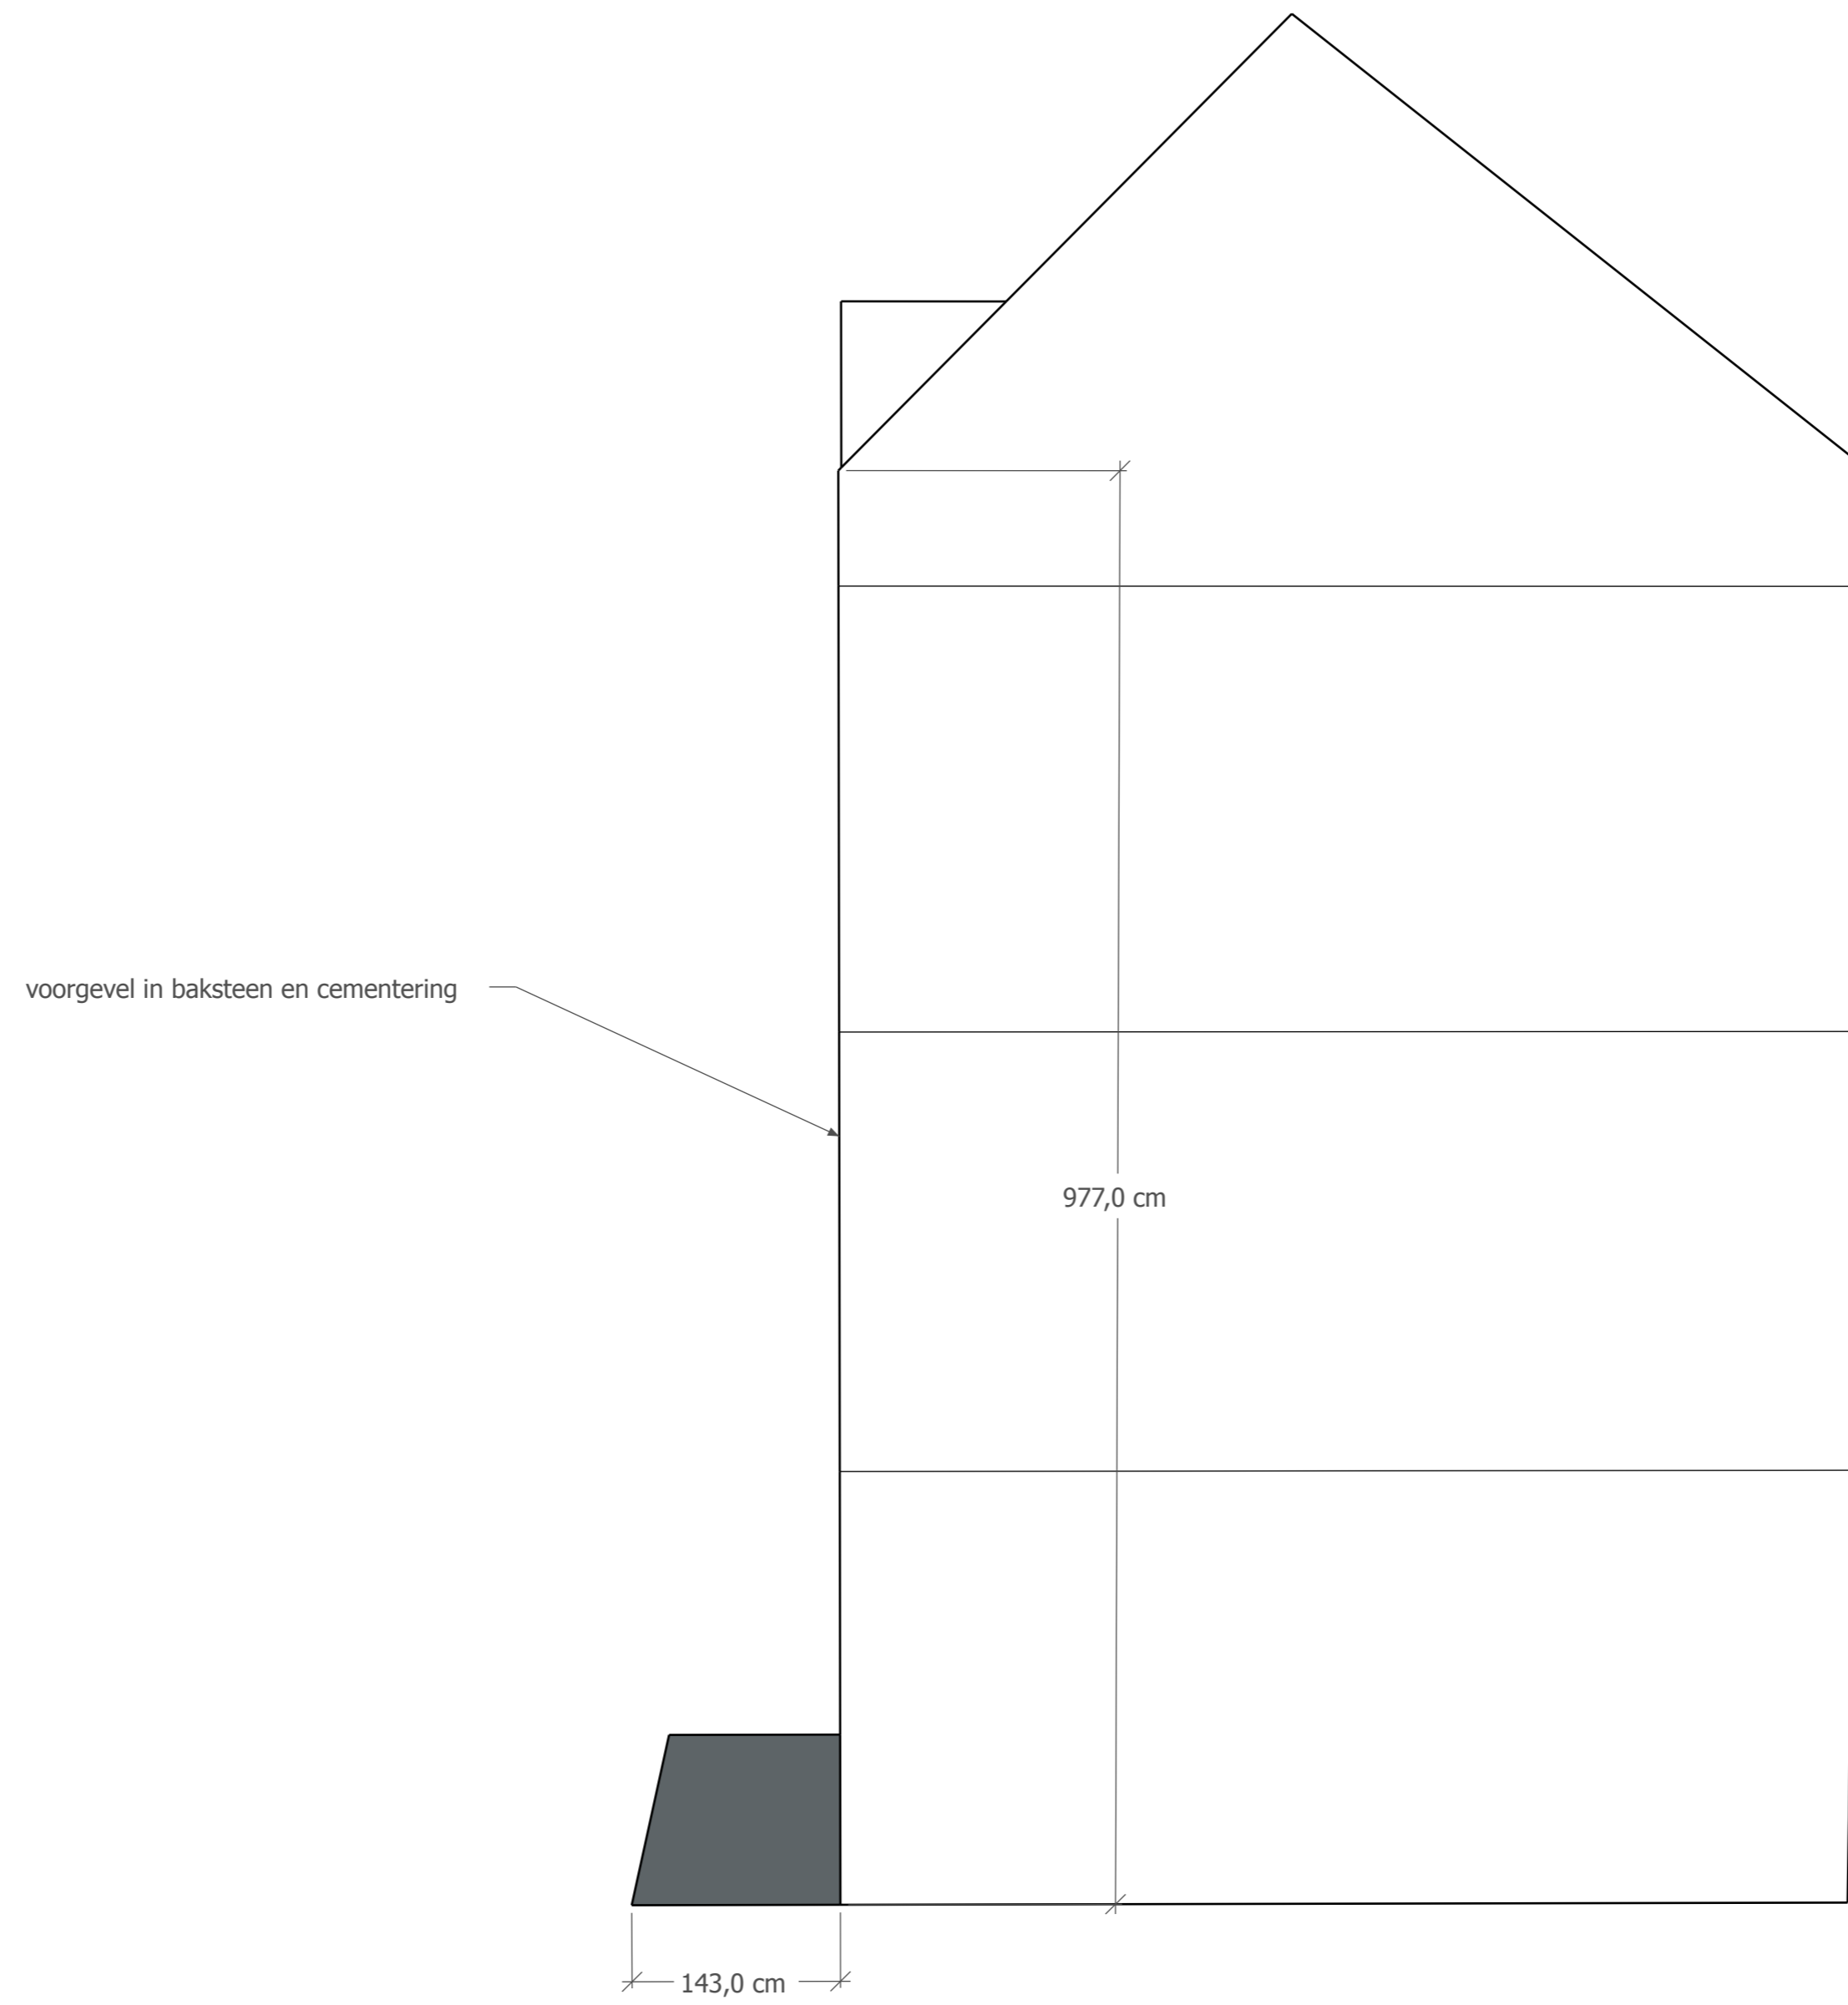 voorgevel in baksteen en cementering
977,0 cm
143,0 cm